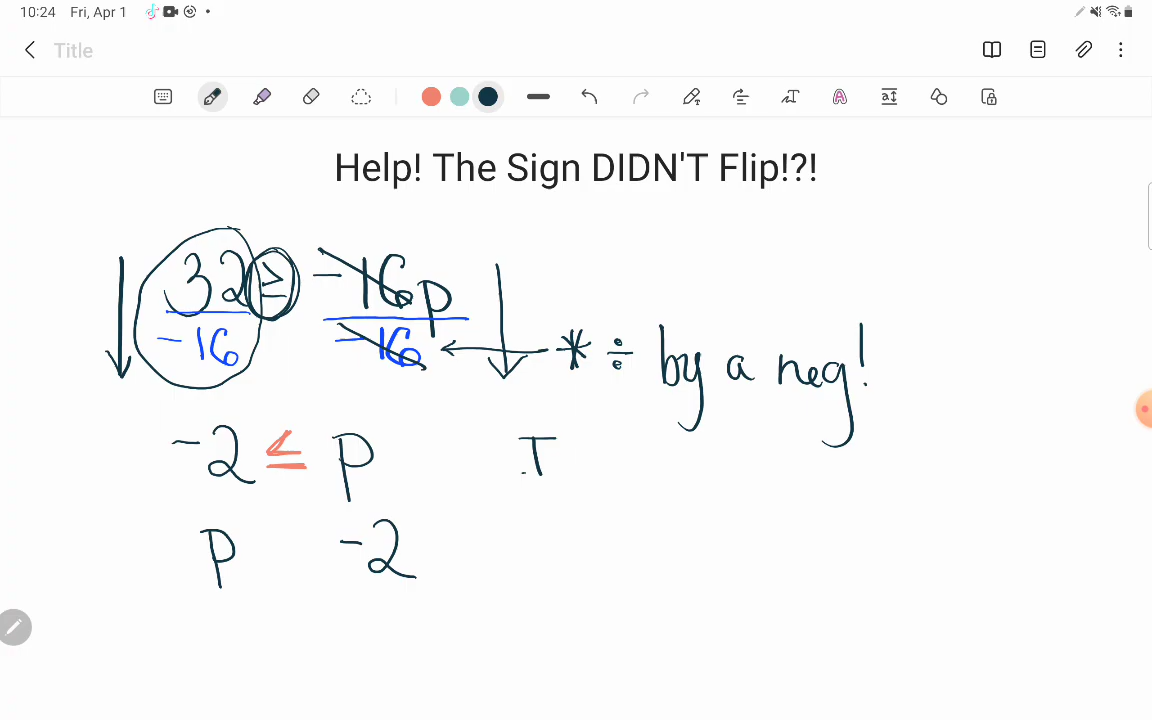 10:24 Fri, Apr 1
Title
Help! The Sign DIDN'T Flip!?!
32 ≥ -16p
-16 -16 * ÷ by a neg!
-2 ≤ p I
p -2